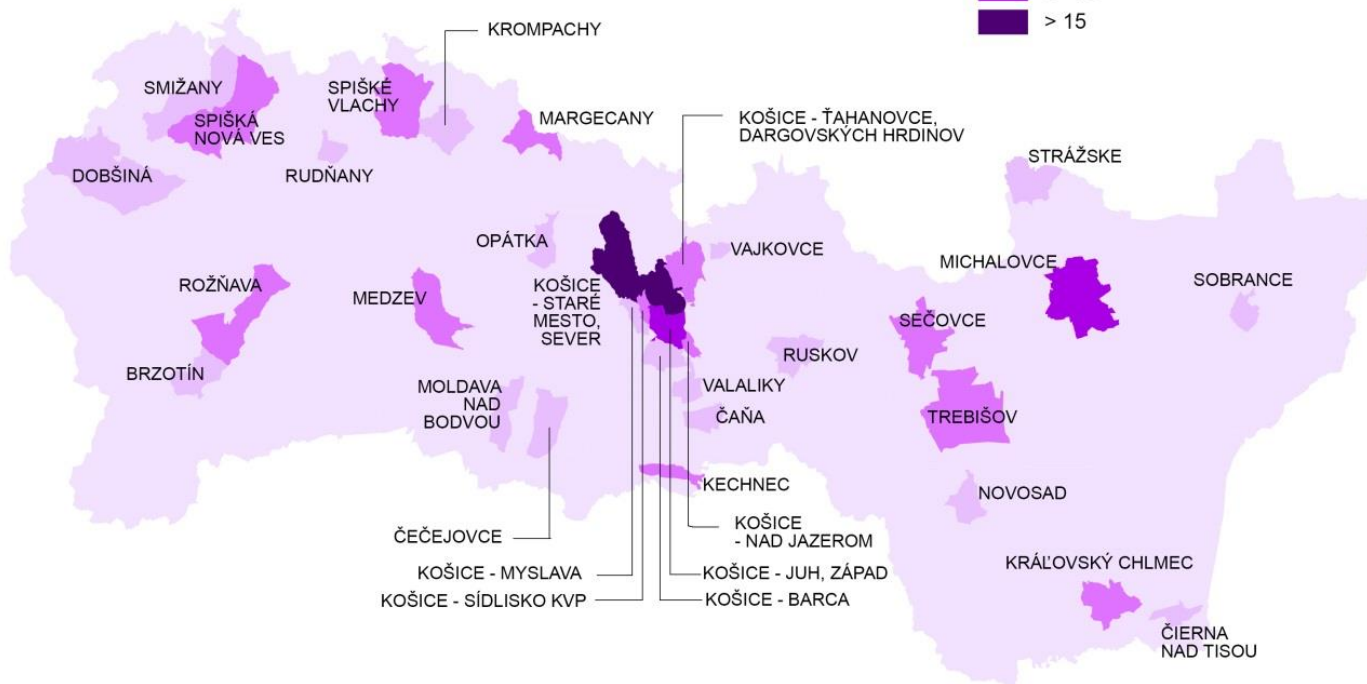 > 15
KROMPACHY
SMIŽANY
SPIŠKÉ
VLACHY
SPIŠKÁ
NOVÁ VES
MARGECANY
KOŠICE - ŤAHANOVCE,
DARGOVSKÝCH HRDINOV
STRÁŽSKE
DOBŠINÁ
RUDŇANY
OPÁTKA
VAJKOVCE
MICHALOVCE
SOBRANCE
ROŽŇAVA
MEDZEV
KOŠICE
- STARÉ
MESTO,
SEVER
SEČOVCE
RUSKOV
BRZOTÍN
MOLDAVA
NAD
BODVOU
VALALIKY
ČAŇA
TREBIŠOV
KECHNEC
NOVOSAD
ČEČEJOVCE
KOŠICE
- NAD JAZEROM
KOŠICE - MYSLAVA
KOŠICE - JUH, ZÁPAD
KOŠICE - SÍDLISKO KVP
KOŠICE - BARCA
KRÁĽOVSKÝ CHLMEC
ČIERNA
NAD TISOU